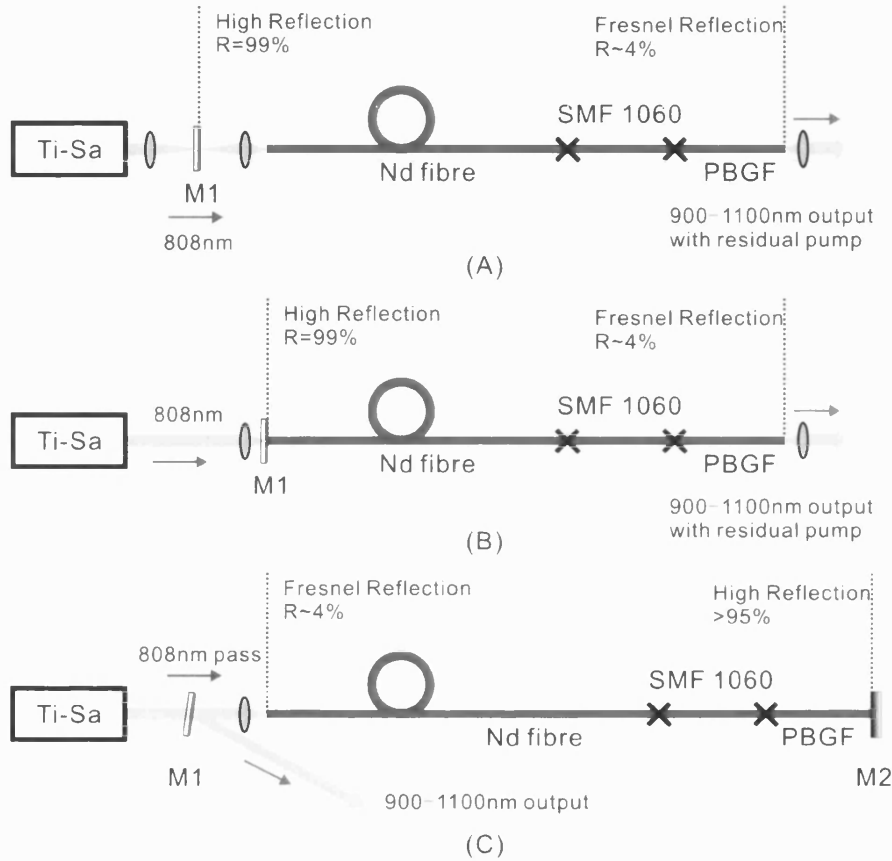 High Reflection
R=99%
Fresnel Reflection
R~4%
Ti-Sa
M1
808nm
Nd fibre
SMF 1060
PBGF
900-1100nm output
with residual pump
(A)
High Reflection
R=99%
Fresnel Reflection
R~4%
808nm
Ti-Sa
M1
Nd fibre
SMF 1060
PBGF
900-1100nm output
with residual pump
(B)
Fresnel Reflection
R~4%
High Reflection
>95%
808nm pass
Ti-Sa
M1
Nd fibre
SMF 1060
PBGF
M2
900-1100nm output
(C)